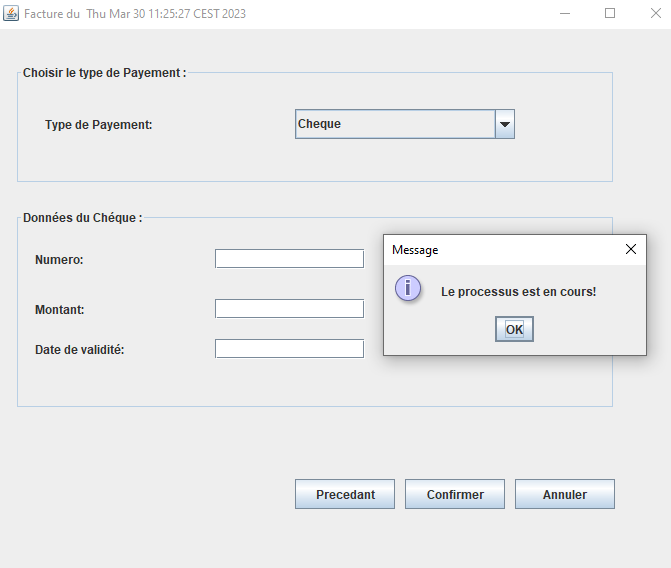 Facture du  Thu Mar 30 11:25:27 CEST 2023
Choisir le type de Payement :
Type de Payement:
Cheque
Données du Chéque :
Numero:
Montant:
Date de validité:
Message
Le processus est en cours!
OK
Precedant
Confirmer
Annuler